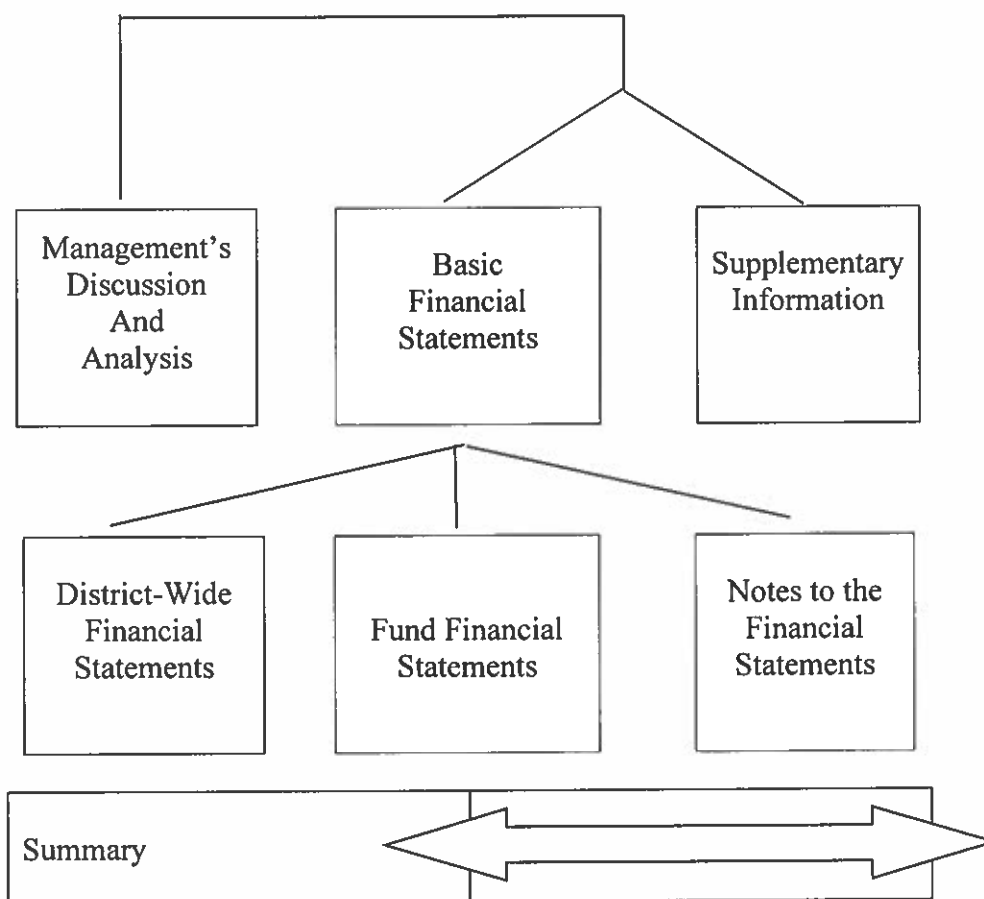 Management's
Discussion
And
Analysis
Basic
Financial
Statements
Supplementary
Information
District-Wide
Financial
Statements
Fund Financial
Statements
Notes to the
Financial
Statements
Summary